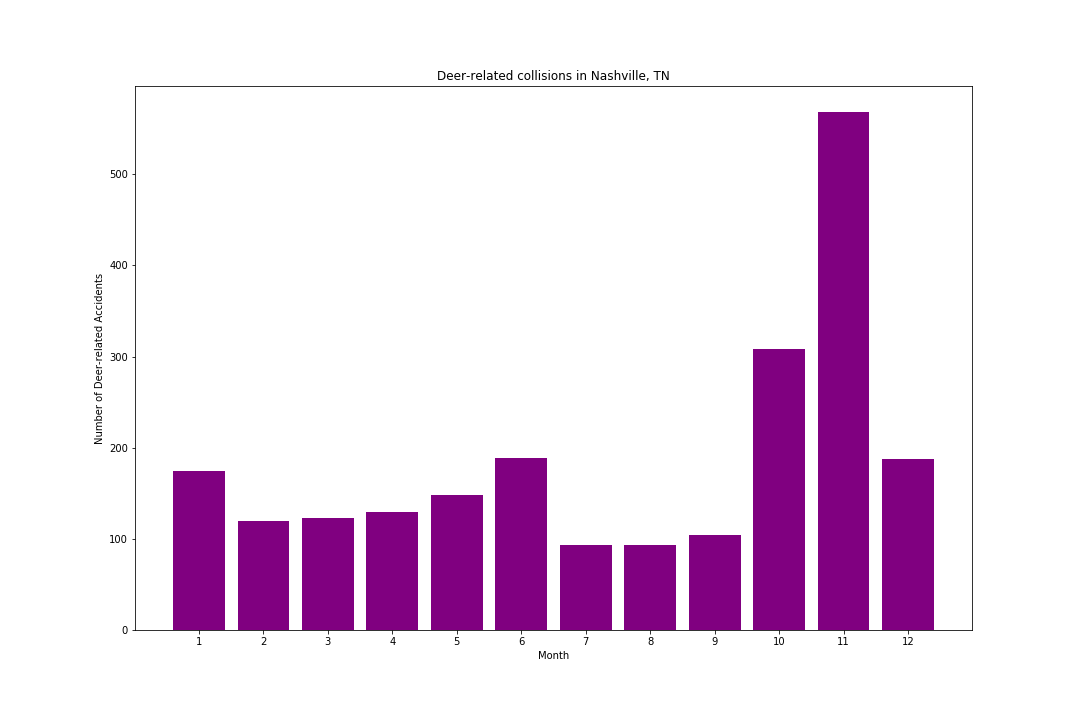 Deer-related collisions in Nashville, TN
Number of Deer-related Accidents
500
400
300
200
100
0
1 2 3 4 5 6 7 8 9 10 11 12
Month